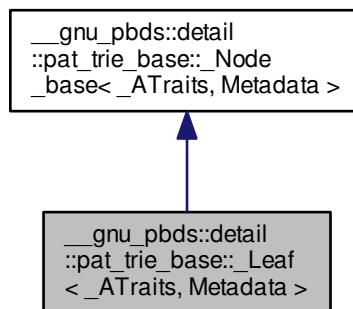 __gnu_pbds::detail
::pat_trie_base::_Node
_base< _ATraits, Metadata >
__gnu_pbds::detail
::pat_trie_base::_Leaf
< _ATraits, Metadata >